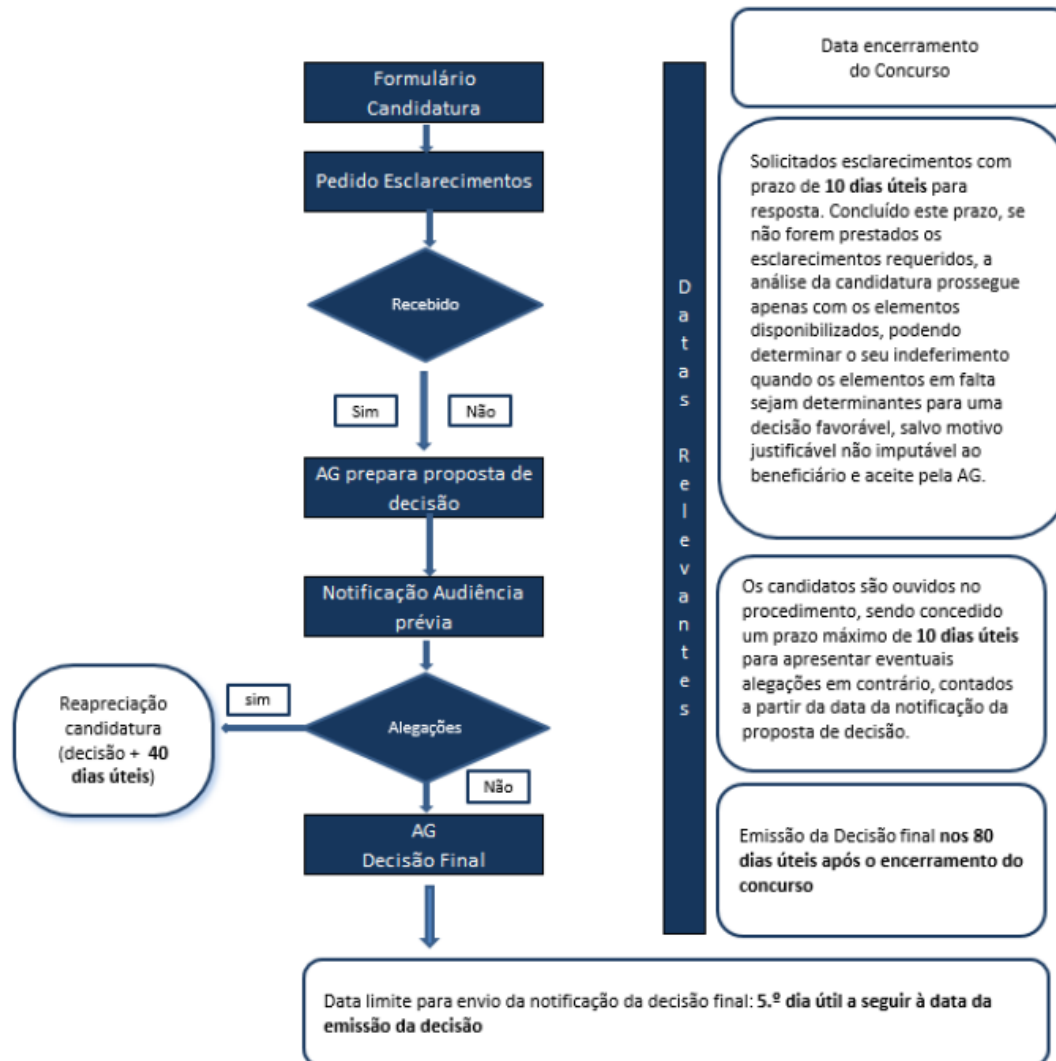 Formulário
Candidatura
Pedido Esclarecimentos
Recebido
Sim
Não
AG prepara proposta de
decisão
Notificação Audiência
prévia
Alegações
sim
Reapreciação
candidatura
(decisão + 40
dias úteis)
Não
AG
Decisão Final
Datas Relevantes
Data encerramento
do Concurso
Solicitados esclarecimentos com
prazo de 10 dias úteis para
resposta. Concluído este prazo, se
não forem prestados os
esclarecimentos requeridos, a
análise da candidatura prossegue
apenas com os elementos
disponibilizados, podendo
determinar o seu indeferimento
quando os elementos em falta
sejam determinantes para uma
decisão favorável, salvo motivo
justificável não imputável ao
beneficiário e aceite pela AG.
Os candidatos são ouvidos no
procedimento, sendo concedido
um prazo máximo de 10 dias úteis
para apresentar eventuais
alegações em contrário, contados
a partir da data da notificação da
proposta de decisão.
Emissão da Decisão final nos 80
dias úteis após o encerramento do
concurso
Data limite para envio da notificação da decisão final: 5.º dia útil a seguir à data da
emissão da decisão